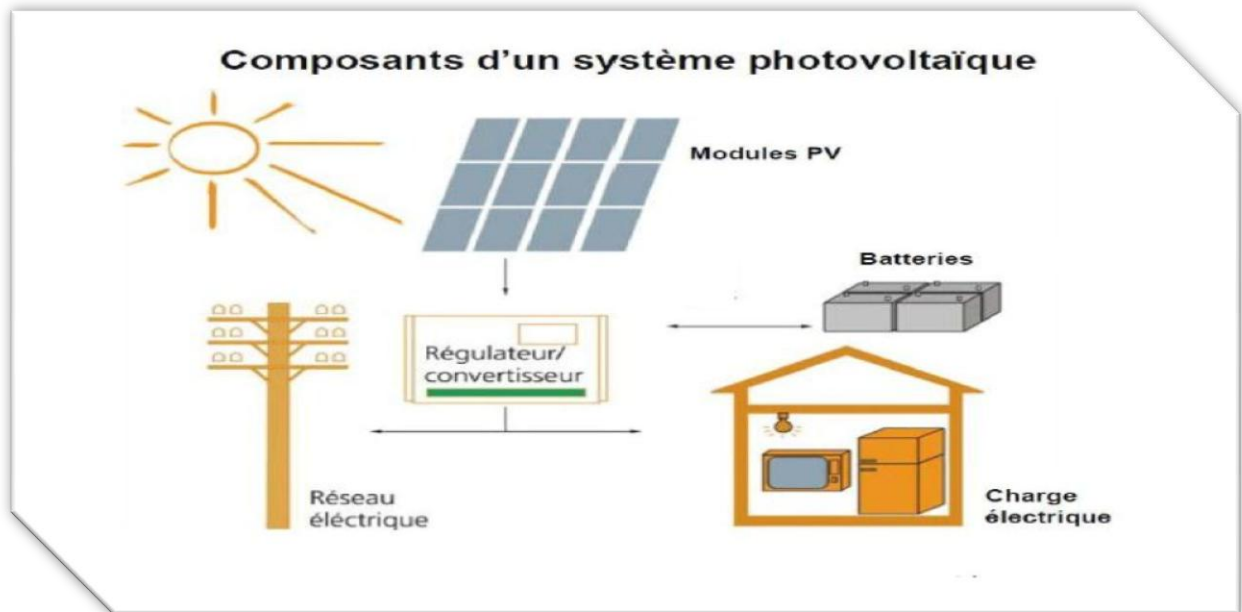 Composants d'un système photovoltaïque
Modules PV
Batteries
Régulateur/
convertisseur
Réseau
éléctrique
Charge
électrique